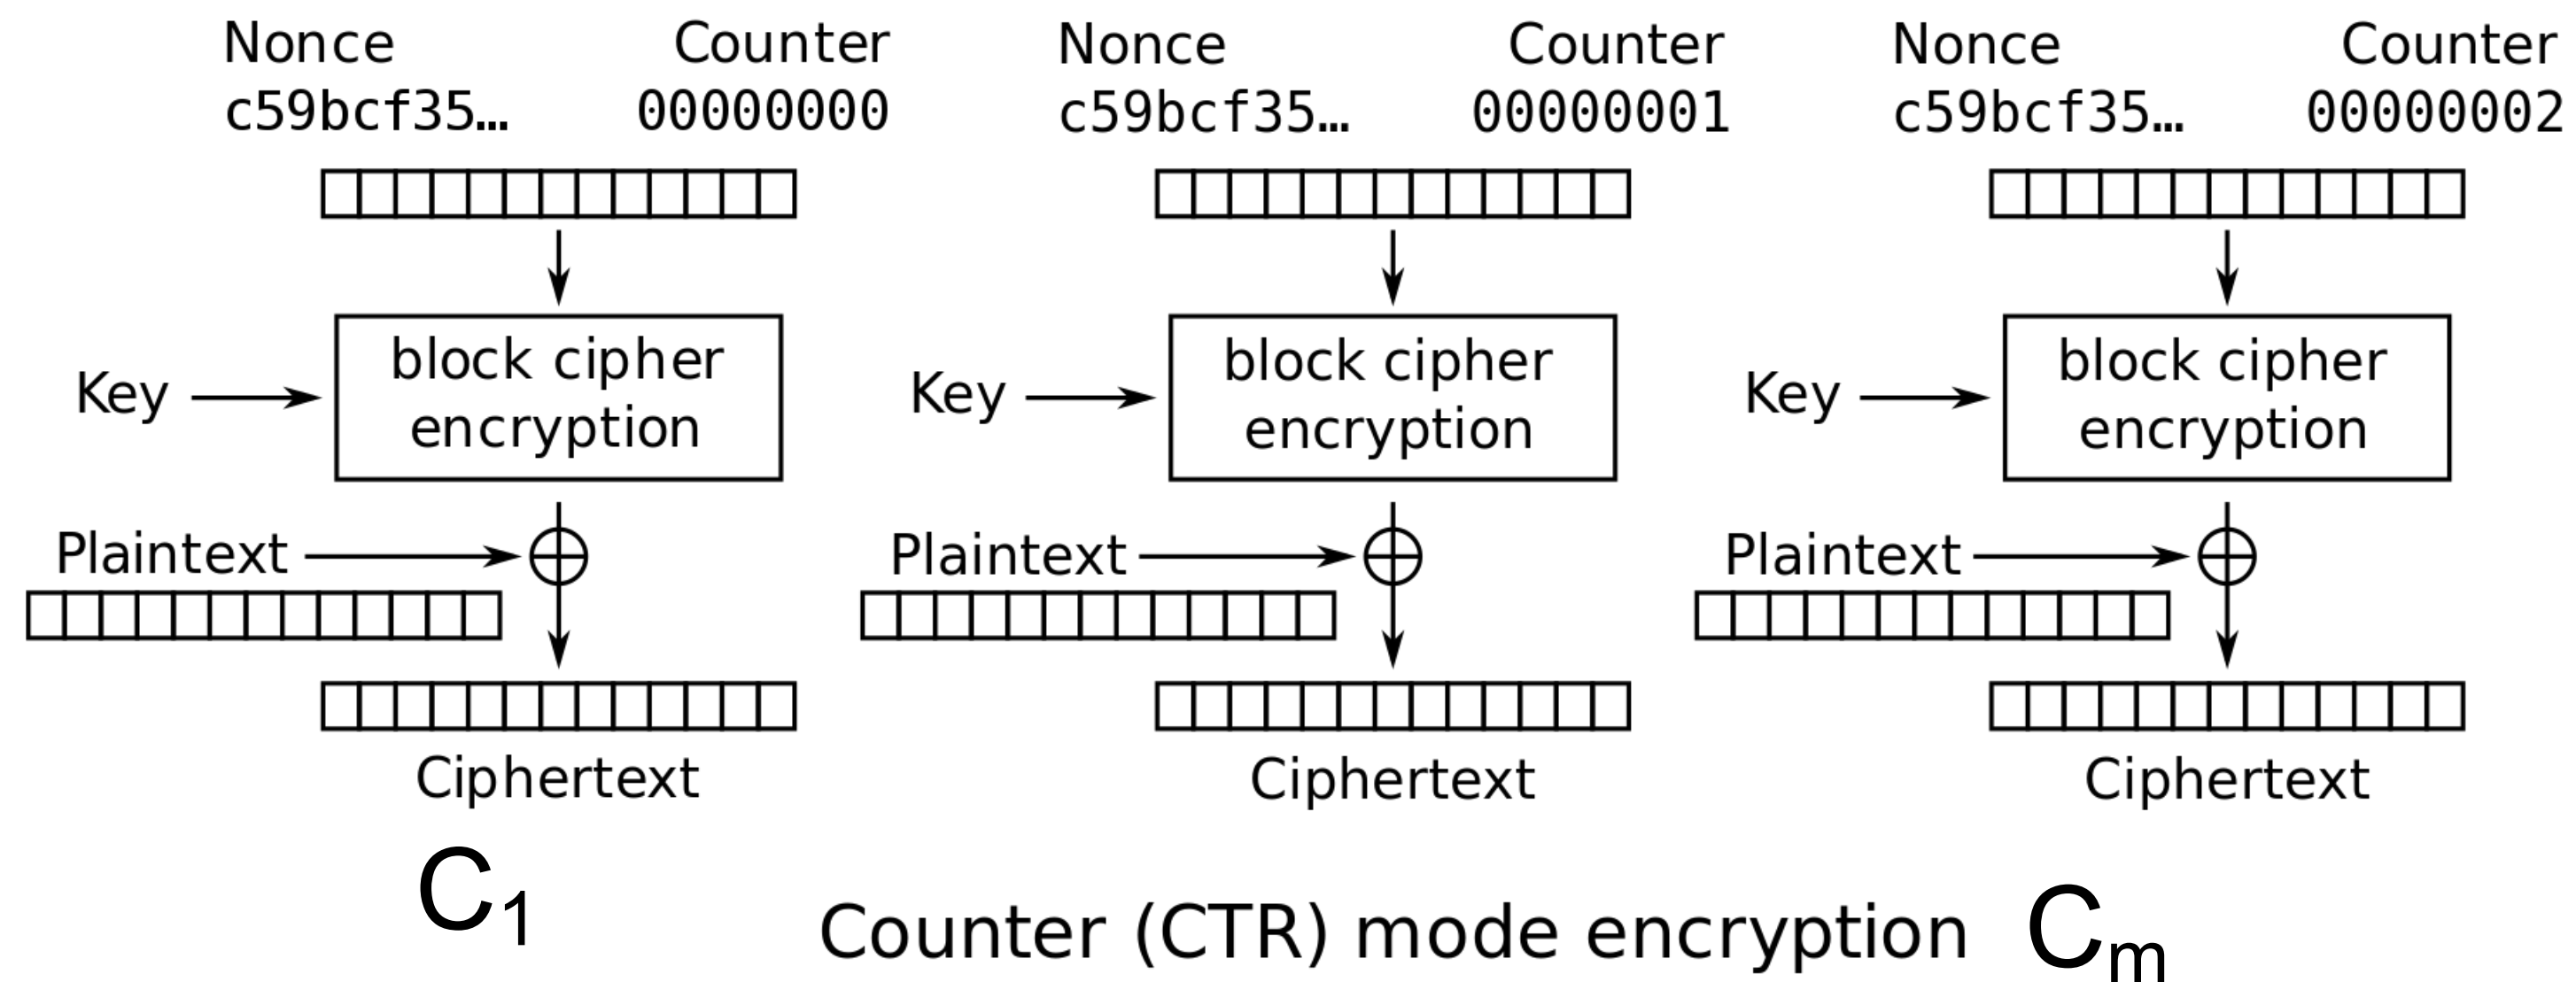 Nonce Counter
c59bcf35… 00000000
Key
block cipher
encryption
Plaintext
Ciphertext
C1
Nonce Counter
c59bcf35… 00000001
Key
block cipher
encryption
Plaintext
Ciphertext
Nonce Counter
c59bcf35… 00000002
Key
block cipher
encryption
Plaintext
Ciphertext
Cm
Counter (CTR) mode encryption